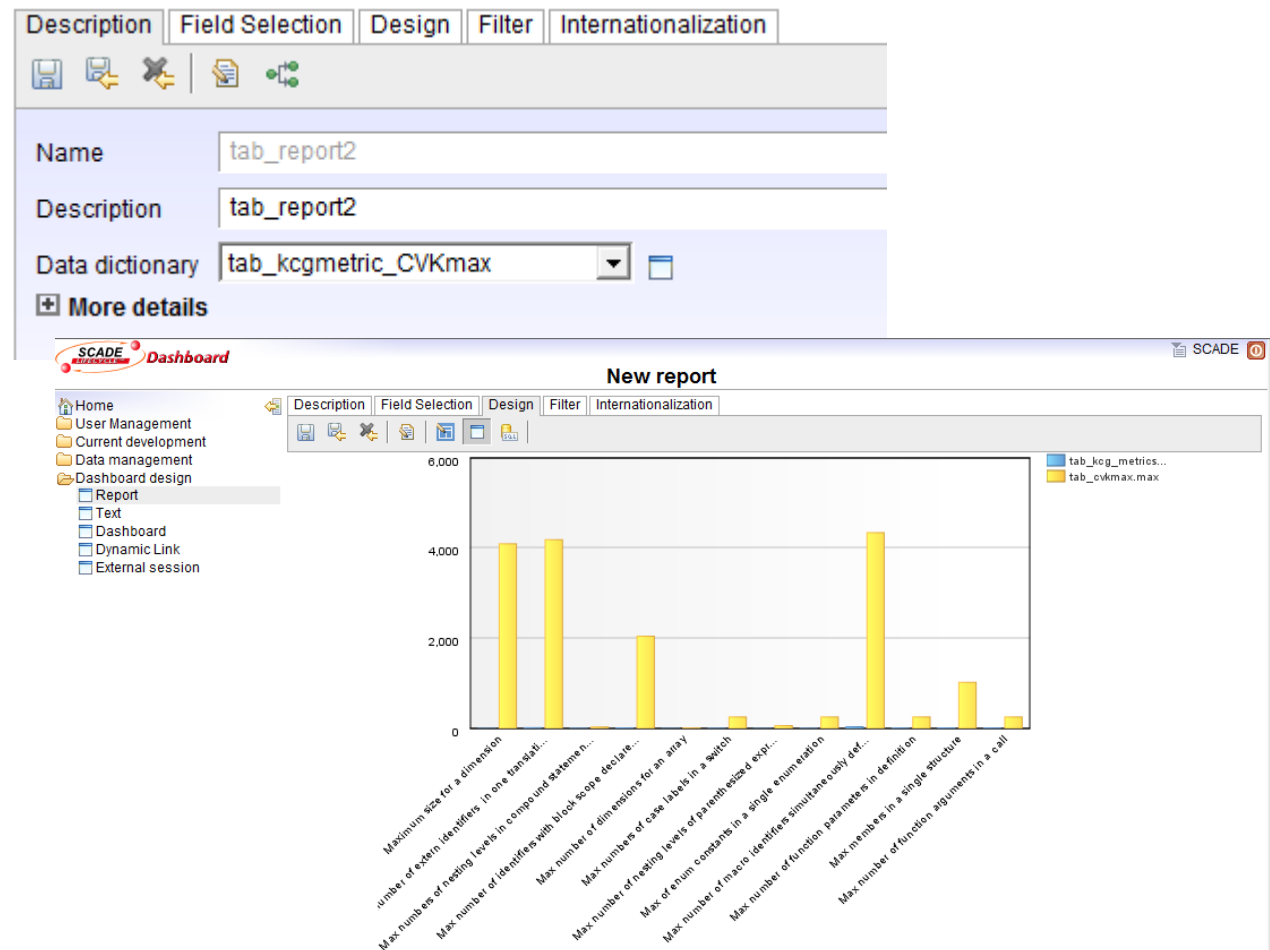 Description Field Selection Design Filter Internationalization
Name tab_report2
Description tab_report2
Data dictionary tab_kcgmetric_CVKmax
More details
SCADE LIFECYCLE Dashboard
SCADE
New report
Home
User Management
Current development
Data management
Dashboard design
Report
Text
Dashboard
Dynamic Link
External session
Description Field Selection Design Filter Internationalization
SQL
tab_kcg_metrics...
tab_cvkmax.max
6,000
4,000
2,000
0
Maximum size for a dimension
umber of extern identifiers in one translati...
Max numbers of nesting levels in compound statemen...
Max number of identifiers with block scope declare...
Max number of dimensions for an array
Max numbers of case labels in a switch
Max number of nesting levels of parenthesized expr...
Max of enum constants in a single enumeration
Max number of macro identifiers simultaneously def...
Max number of function parameters in definition
Max members in a single structure
Max number of function arguments in a call